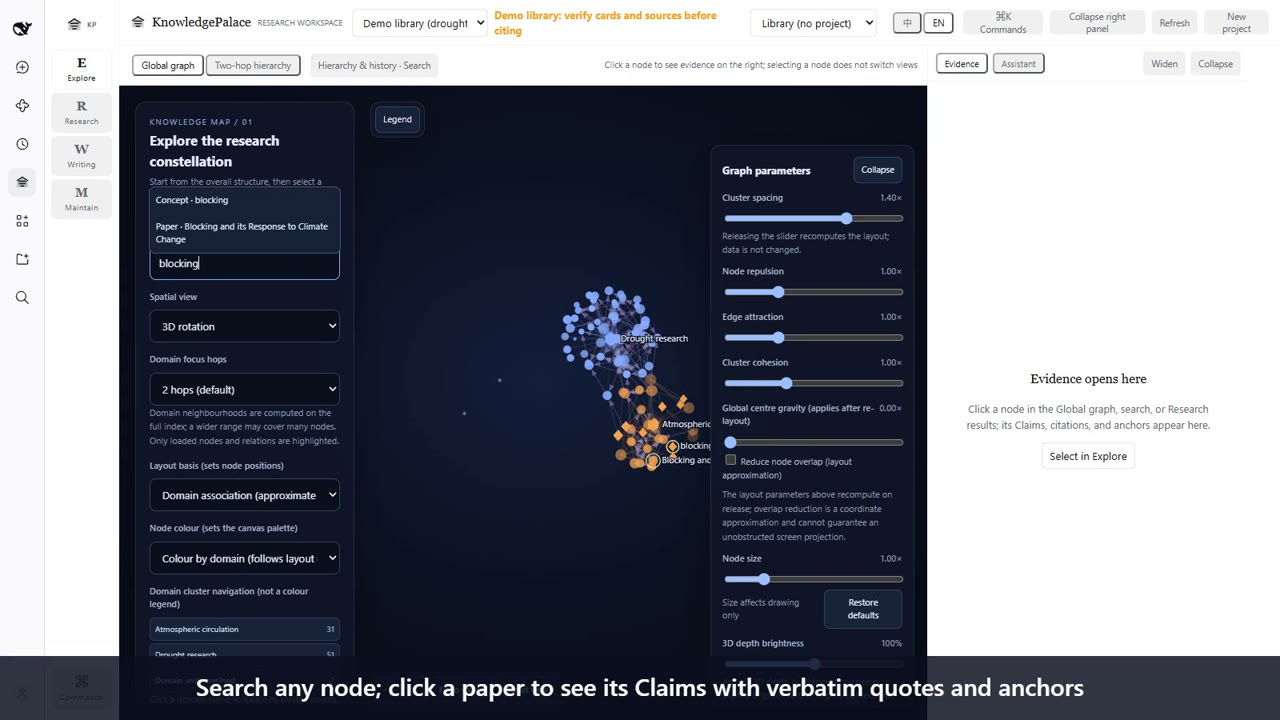 KP
KnowledgePalace
RESEARCH WORKSPACE
Demo library (drought
Demo library: verify cards and sources before
citing
Library (no project)
中
EN
⌘K
Commands
Collapse right
panel
Refresh
New
project
E
Explore
R
Research
W
Writing
M
Maintain
⌘
Commands
Global graph
Two-hop hierarchy
Hierarchy & history · Search
Click a node to see evidence on the right; selecting a node does not switch views
Evidence
Assistant
Widen
Collapse
KNOWLEDGE MAP / 01
Explore the research
constellation
Start from the overall structure, then select a
Concept · blocking
Paper · Blocking and its Response to Climate
Change
blocking
Spatial view
3D rotation
Domain focus hops
2 hops (default)
Domain neighbourhoods are computed on the
full index; a wider range may cover many nodes.
Only loaded nodes and relations are highlighted.
Layout basis (sets node positions)
Domain association (approximate
Node colour (sets the canvas palette)
Colour by domain (follows layout
Domain cluster navigation (not a colour
legend)
Atmospheric circulation 31
Drought research 51
Legend
Drought research
Atmospheric
blocking
Blocking and
Graph parameters
Collapse
Cluster spacing 1.40×
Releasing the slider recomputes the layout;
data is not changed.
Node repulsion 1.00×
Edge attraction 1.00×
Cluster cohesion 1.00×
Global centre gravity (applies after re-
layout) 0.00×
Reduce node overlap (layout
approximation)
The layout parameters above recompute on
release; overlap reduction is a coordinate
approximation and cannot guarantee an
unobstructed screen projection.
Node size 1.00×
Size affects drawing
only
Restore
defaults
3D depth brightness 100%
Evidence opens here
Click a node in the Global graph, search, or Research
results; its Claims, citations, and anchors appear here.
Select in Explore
Search any node; click a paper to see its Claims with verbatim quotes and anchors